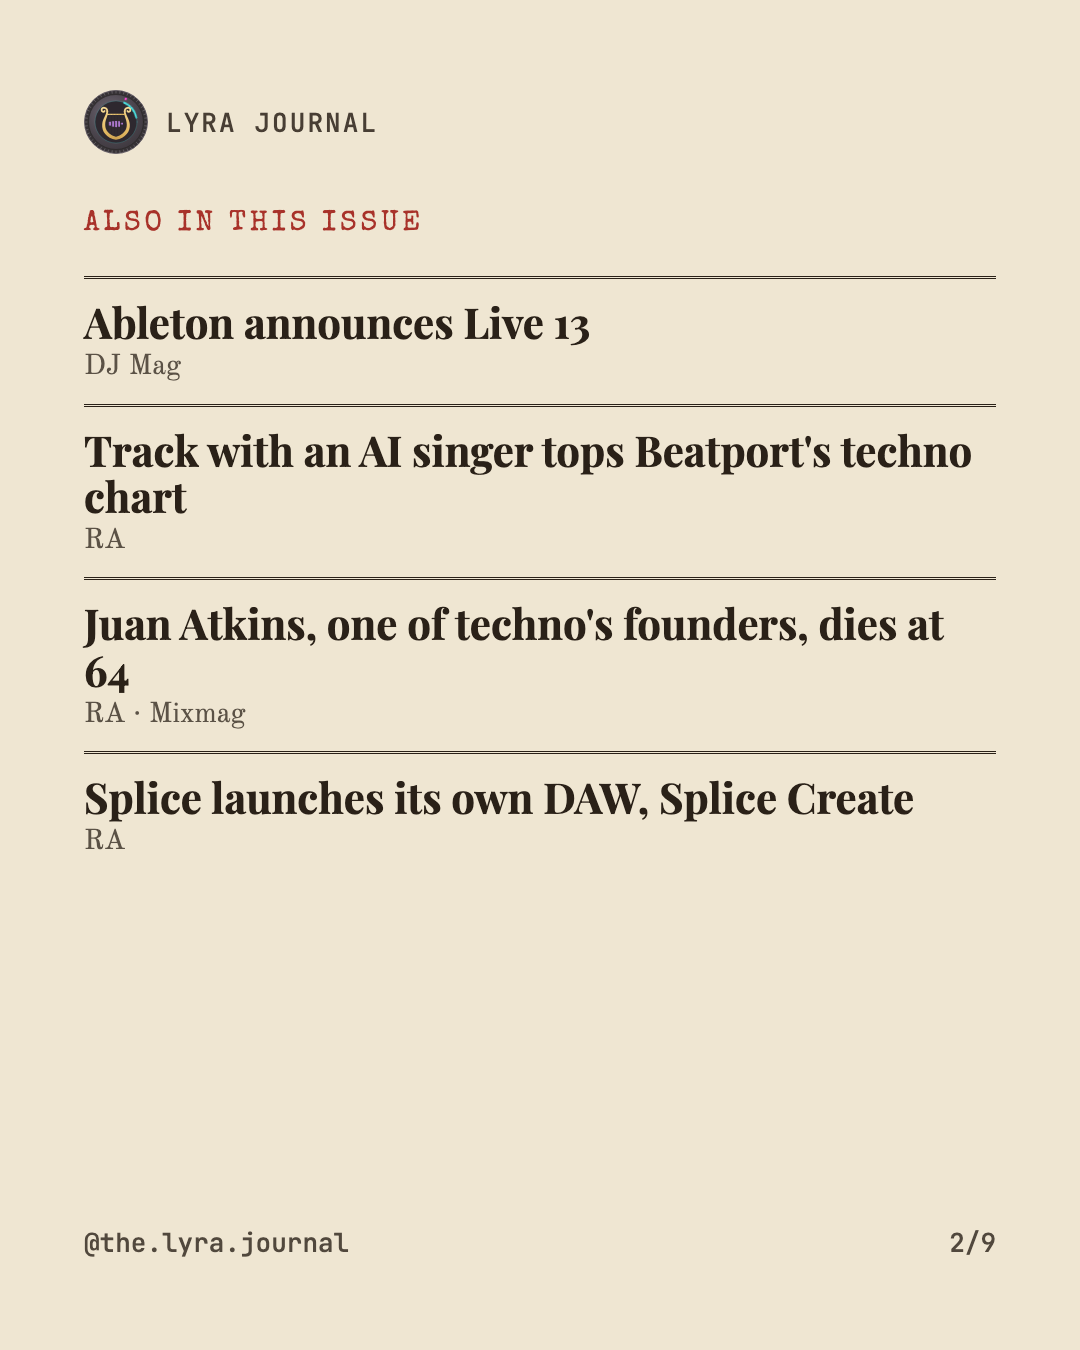 LYRA JOURNAL
ALSO IN THIS ISSUE
Ableton announces Live 13
DJ Mag
Track with an AI singer tops Beatport's techno
chart
RA
Juan Atkins, one of techno's founders, dies at
64
RA · Mixmag
Splice launches its own DAW, Splice Create
RA
@the.lyra.journal
2/9